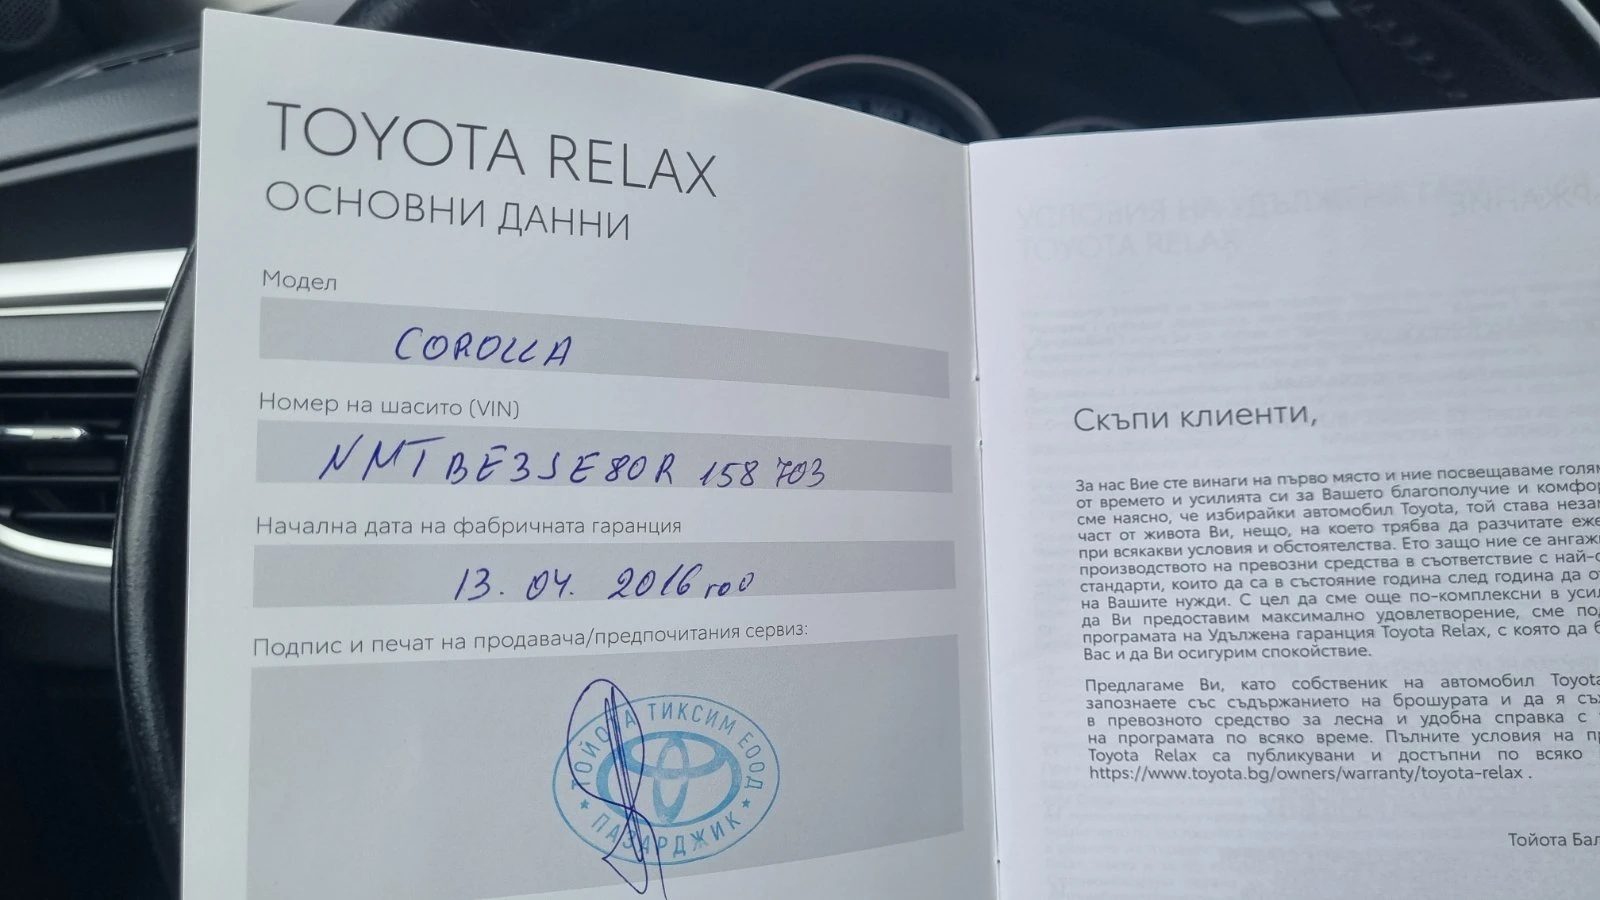 TOYOTA RELAX
ОСНОВНИ ДАННИ
Модел
COROLLA
Номер на шасито (VIN)
NMTBE3JE80R 158 703
Начална дата на фабричната гаранция
13. 04. 2016 год
Подпис и печат на продавача/предпочитания сервиз:
ТОЙОТА ТИКСИМ ЕООД
ПАЗАРДЖИК
Скъпи клиенти,
За нас Вие сте винаги на първо място и ние посвещаваме голям
от времето и усилията си за Вашето благополучие и комфор
сме наясно, че избирайки автомобил Toyota, той става неза
част от живота Ви, нещо, на което трябва да разчитате еже
при всякакви условия и обстоятелства. Ето защо ние се ангаж
производството на превозни средства в съответствие с най-
стандарти, които да са в състояние година след година да о
на Вашите нужди. С цел да сме още по-комплексни в уси
да Ви предоставим максимално удовлетворение, сме по
програмата на Удължена гаранция Toyota Relax, с която да
Вас и да Ви осигурим спокойствие.
Предлагаме Ви, като собственик на автомобил Toyota
запознаете със съдържанието на брошурата и да я съ
в превозното средство за лесна и удобна справка с
на програмата по всяко време. Пълните условия на п
Toyota Relax са публикувани и достъпни по всяко
https://www.toyota.bg/owners/warranty/toyota-relax .
Тойота Бал